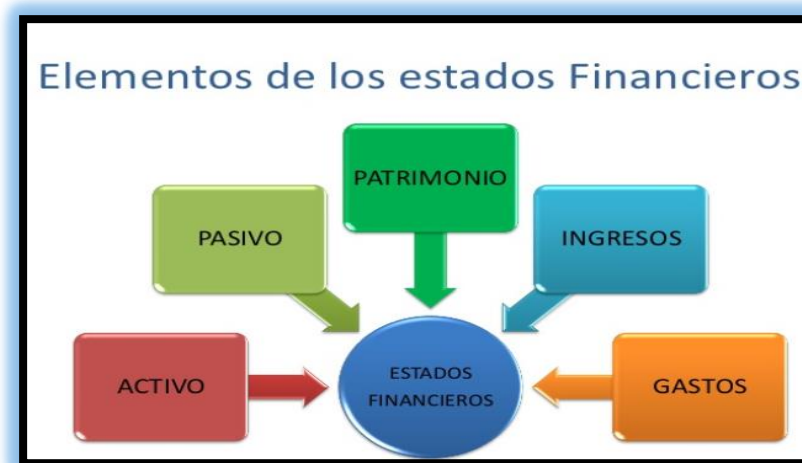 Elementos de los estados Financieros
PATRIMONIO
PASIVO
INGRESOS
ACTIVO
ESTADOS
FINANCIEROS
GASTOS